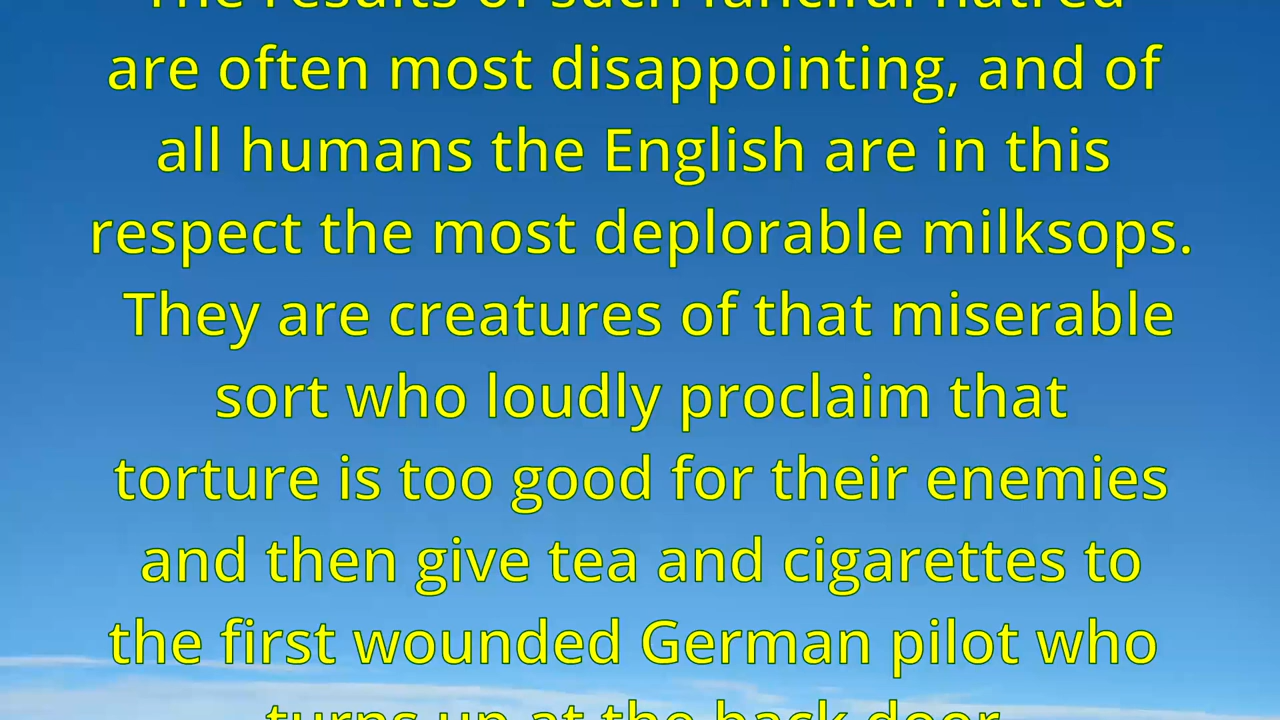 The results of such fanciful hatred
are often most disappointing, and of
all humans the English are in this
respect the most deplorable milksops.
They are creatures of that miserable
sort who loudly proclaim that
torture is too good for their enemies
and then give tea and cigarettes to
the first wounded German pilot who
turns up at the back door.